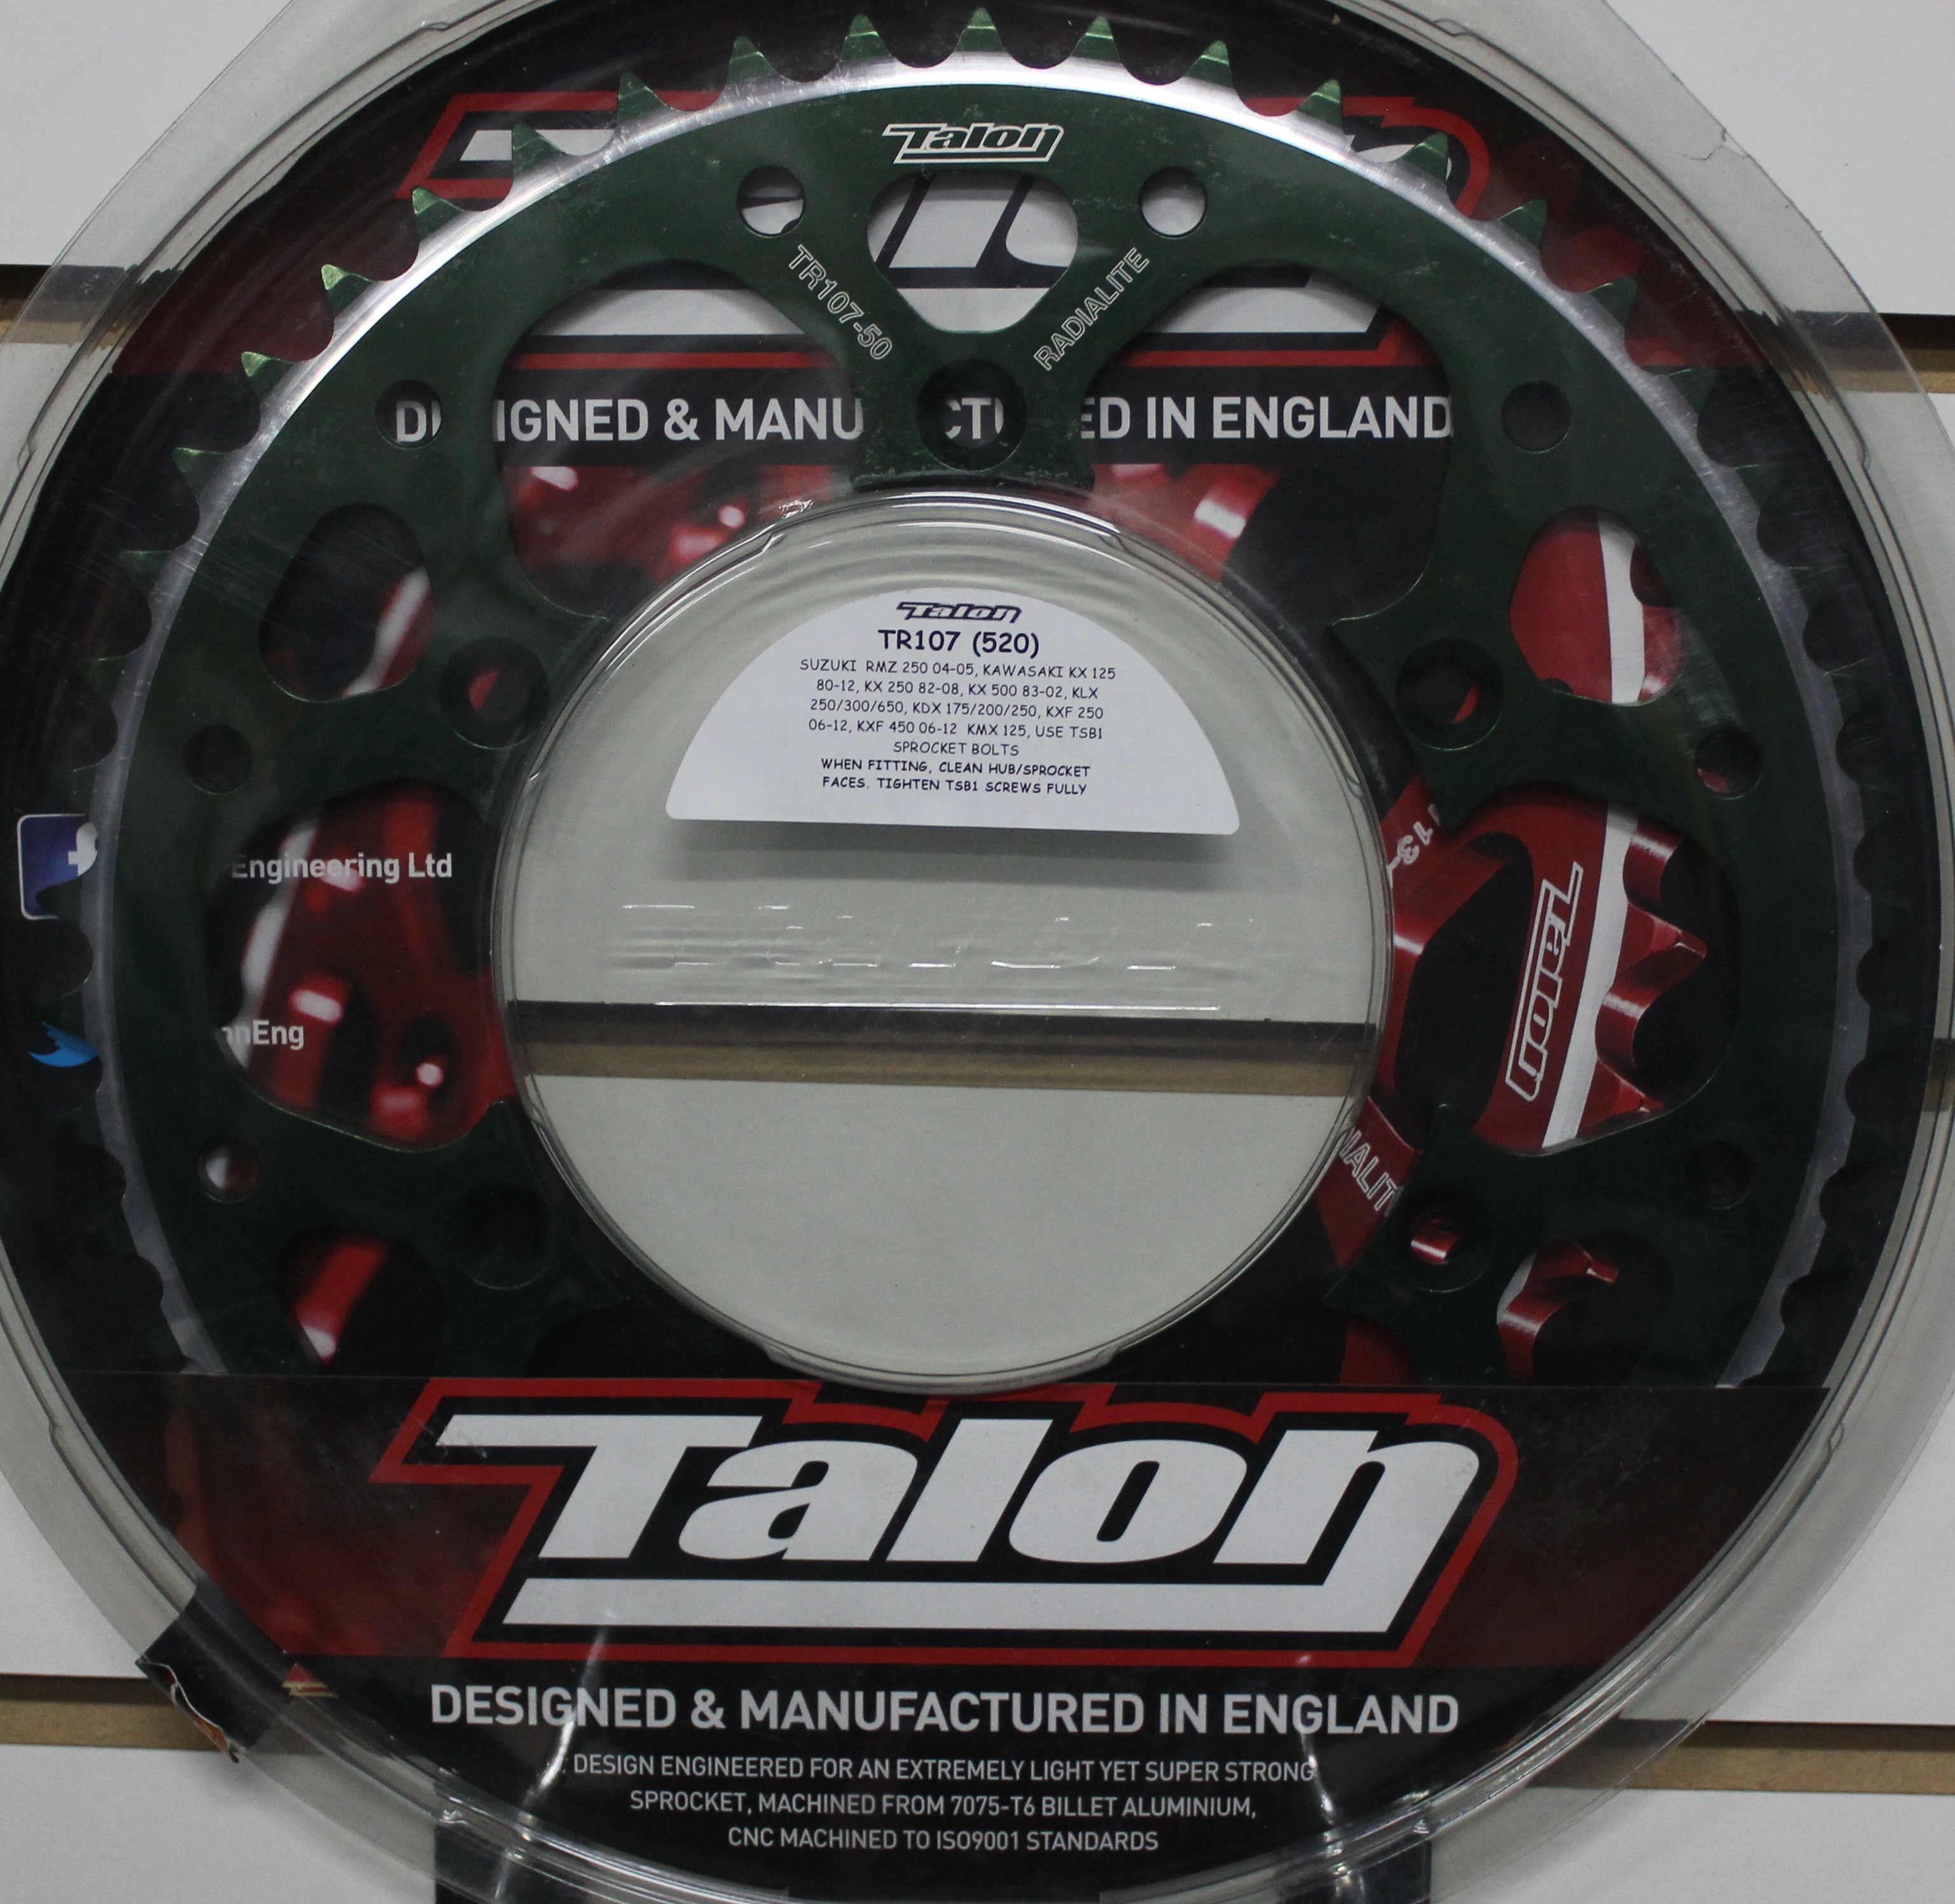 Talon
TR107-50
RADIALITE
DESIGNED & MANUFACTURED IN ENGLAND
Talon
TR107 (520)
SUZUKI RMZ 250 04-05, KAWASAKI KX 125
80-12, KX 250 82-08, KX 500 83-02, KLX
250/300/650, KDX 175/200/250, KXF 250
06-12, KXF 450 06-12 KMX 125, USE TSB1
SPROCKET BOLTS
WHEN FITTING, CLEAN HUB/SPROCKET
FACES. TIGHTEN TSB1 SCREWS FULLY
Engineering Ltd
Talon
Talon
DESIGNED & MANUFACTURED IN ENGLAND
DESIGN ENGINEERED FOR AN EXTREMELY LIGHT YET SUPER STRONG
SPROCKET, MACHINED FROM 7075-T6 BILLET ALUMINIUM,
CNC MACHINED TO ISO9001 STANDARDS